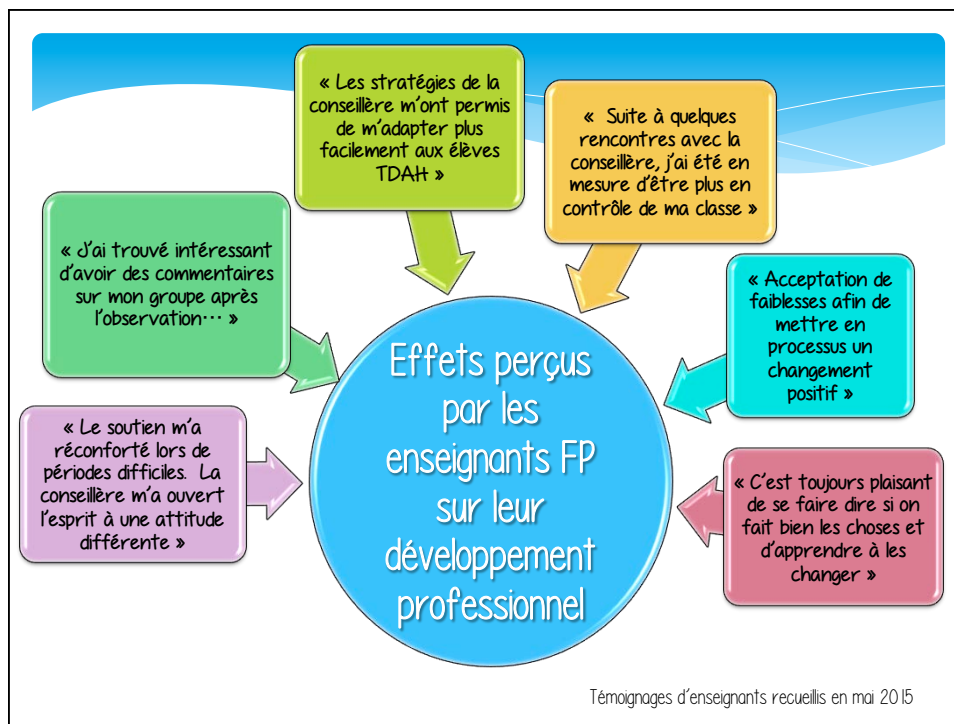 « Les stratégies de la
conseillère m'ont permis
de m'adapter plus
facilement aux élèves
TDAH »
«  Suite à quelques
rencontres avec la
conseillère, j'ai été en
mesure d'être plus en
contrôle de ma classe »
« J'ai trouvé intéressant
d'avoir des commentaires
sur mon groupe après
l'observation… »
« Acceptation de
faiblesses afin de
mettre en
processus un
changement
positif »
Effets perçus
par les
enseignants FP
sur leur
développement
professionnel
« Le soutien m'a
réconforté lors de
périodes difficiles.  La
conseillère m'a ouvert
l'esprit à une attitude
différente »
« C'est toujours plaisant
de se faire dire si on
fait bien les choses et
d'apprendre à les
changer »
Témoignages d'enseignants recueillis en mai 2015